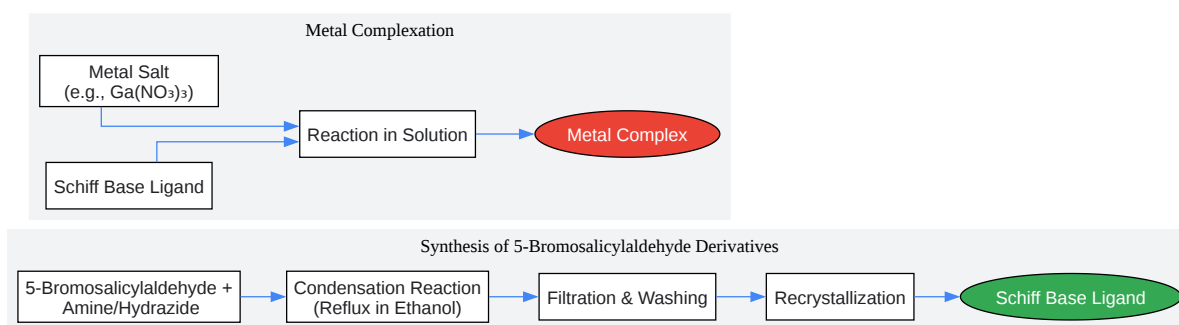 Metal Complexation
Metal Salt
(e.g., Ga(NO₃)₃)
Reaction in Solution
Metal Complex
Schiff Base Ligand
Synthesis of 5-Bromosalicylaldehyde Derivatives
5-Bromosalicylaldehyde +
Amine/Hydrazide
Condensation Reaction
(Reflux in Ethanol)
Filtration & Washing
Recrystallization
Schiff Base Ligand